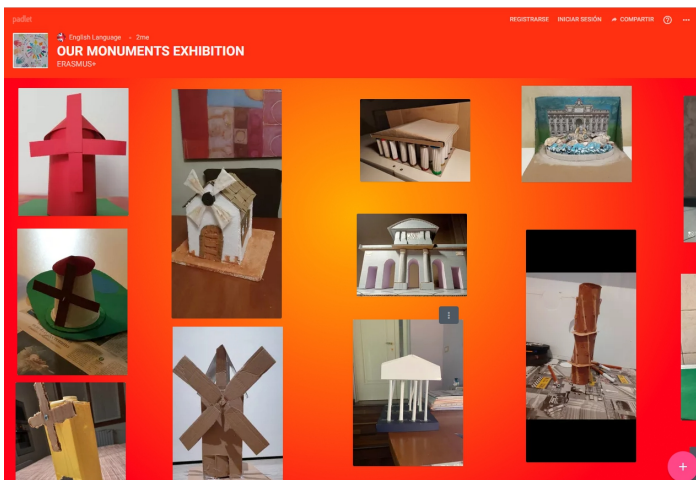 padlet
REGISTRARSE INICIAR SESIÓN COMPARTIR
English Language • 2me
OUR MONUMENTS EXHIBITION
ERASMUS+